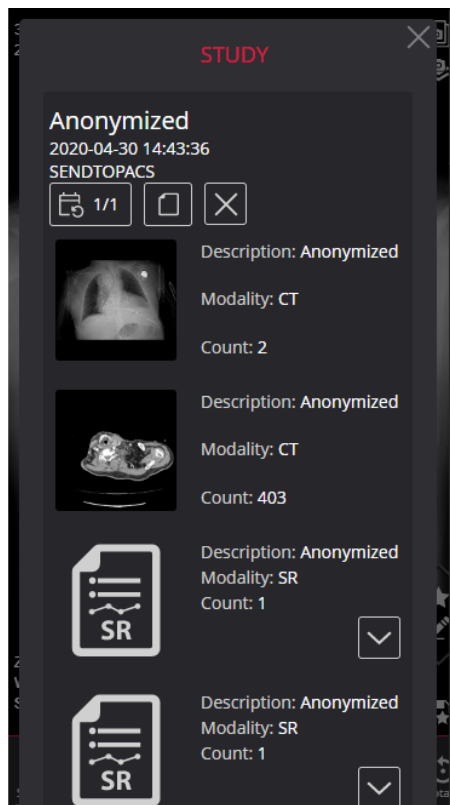 STUDY
Anonymized
2020-04-30 14:43:36
SENDTOPACS
1/1
Description: Anonymized
Modality: CT
Count: 2
Description: Anonymized
Modality: CT
Count: 403
Description: Anonymized
Modality: SR
Count: 1
SR
Description: Anonymized
Modality: SR
Count: 1
SR